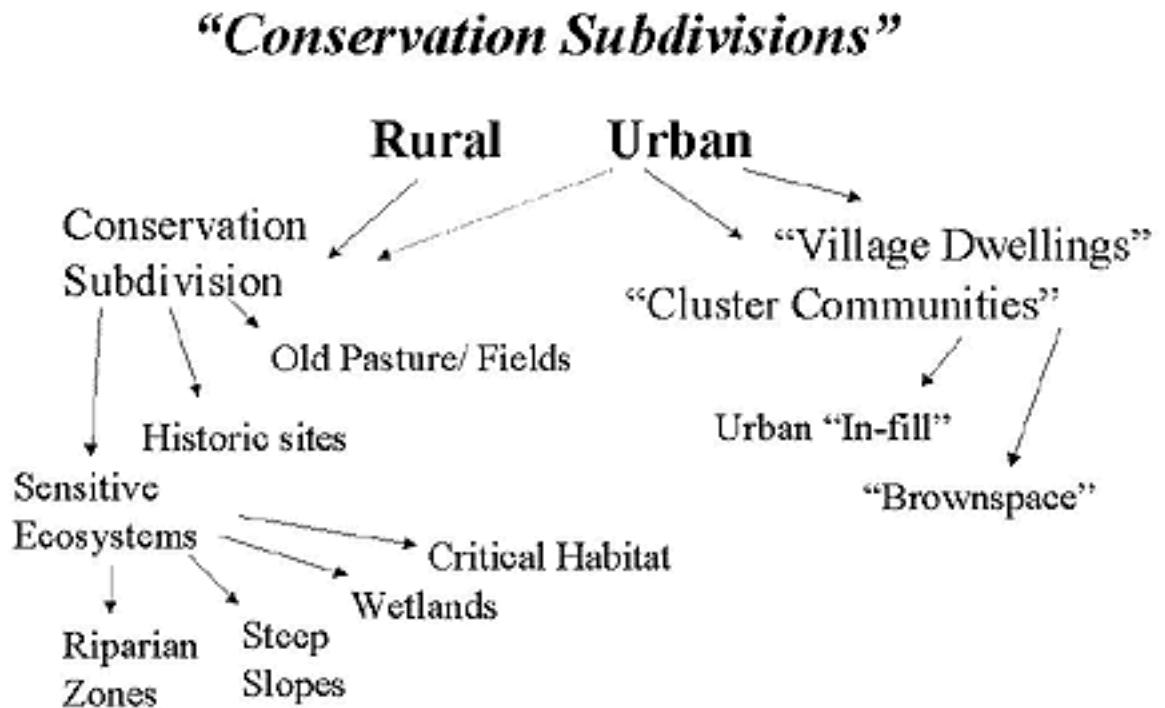 “Conservation Subdivisions”
Rural Urban
Conservation
Subdivision
“Village Dwellings”
“Cluster Communities”
Old Pasture/ Fields
Historic sites
Urban “In-fill”
“Brownspace”
Sensitive
Ecosystems
Critical Habitat
Wetlands
Riparian
Zones
Steep
Slopes